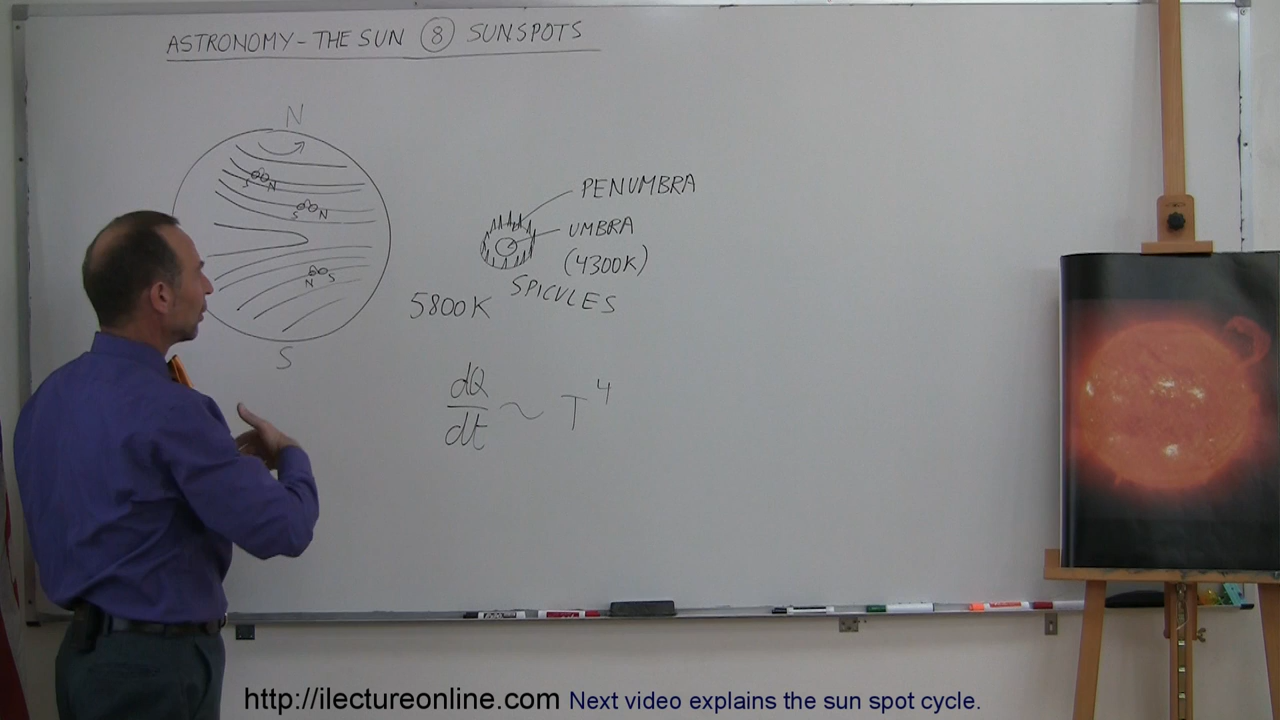 ASTRONOMY - THE SUN 8 SUNSPOTS
N
S N
S N
N S
S
PENUMBRA
UMBRA
(4300K)
SPICULES
5800K
dQ
dt ~ T 4
http://ilectureonline.com Next video explains the sun spot cycle.